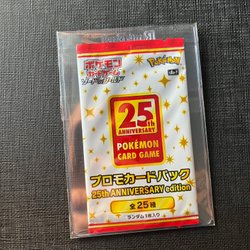 ポケモン
カードゲーム
ソード&シールド
Pokémon
25th
ANNIVERSARY
POKÉMON
CARD GAME
プロモカードパック
25th ANNIVERSARY edition
全25種
ランダム1枚入り